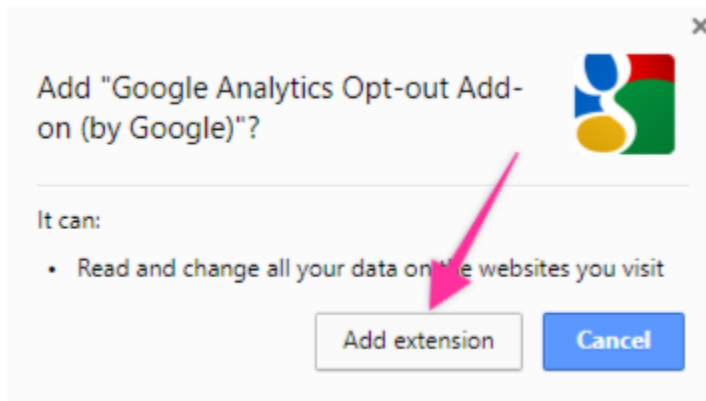 Add "Google Analytics Opt-out Add-
on (by Google)"?
It can:
• Read and change all your data on the websites you visit
Add extension
Cancel